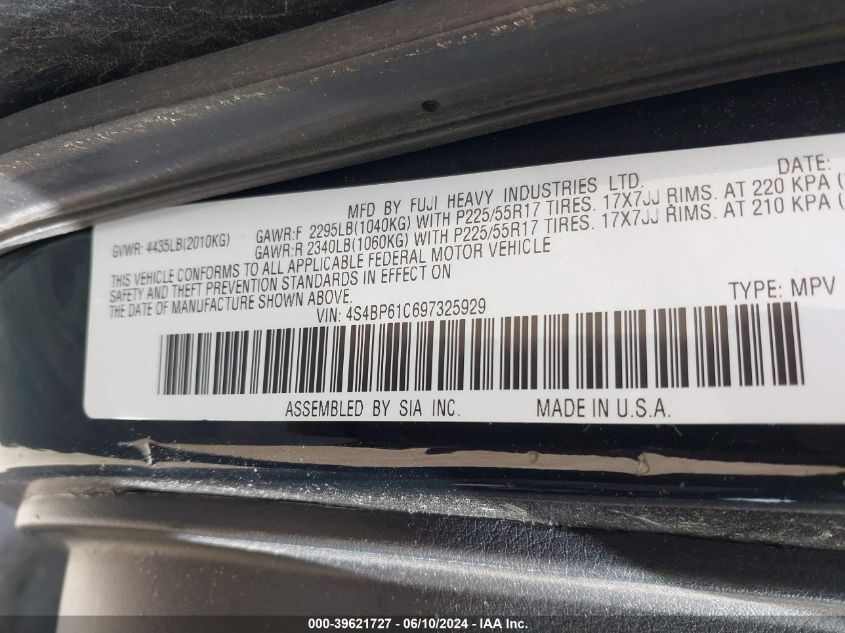 MFD BY FUJI HEAVY INDUSTRIES LTD. DATE:
GVWR: 4435LB(2010KG) GAWR:F 2295LB(1040KG) WITH P225/55R17 TIRES. 17X7JJ RIMS. AT 220 KPA (
GAWR:R 2340LB(1060KG) WITH P225/55R17 TIRES. 17X7JJ RIMS. AT 210 KPA (
THIS VEHICLE CONFORMS TO ALL APPLICABLE FEDERAL MOTOR VEHICLE
SAFETY AND THEFT PREVENTION STANDARDS IN EFFECT ON
THE DATE OF MANUFACTURE SHOWN ABOVE.
VIN: 4S4BP61C697325929 TYPE: MPV
ASSEMBLED BY SIA INC. MADE IN U.S.A.
000-39621727 - 06/10/2024 - IAA Inc.